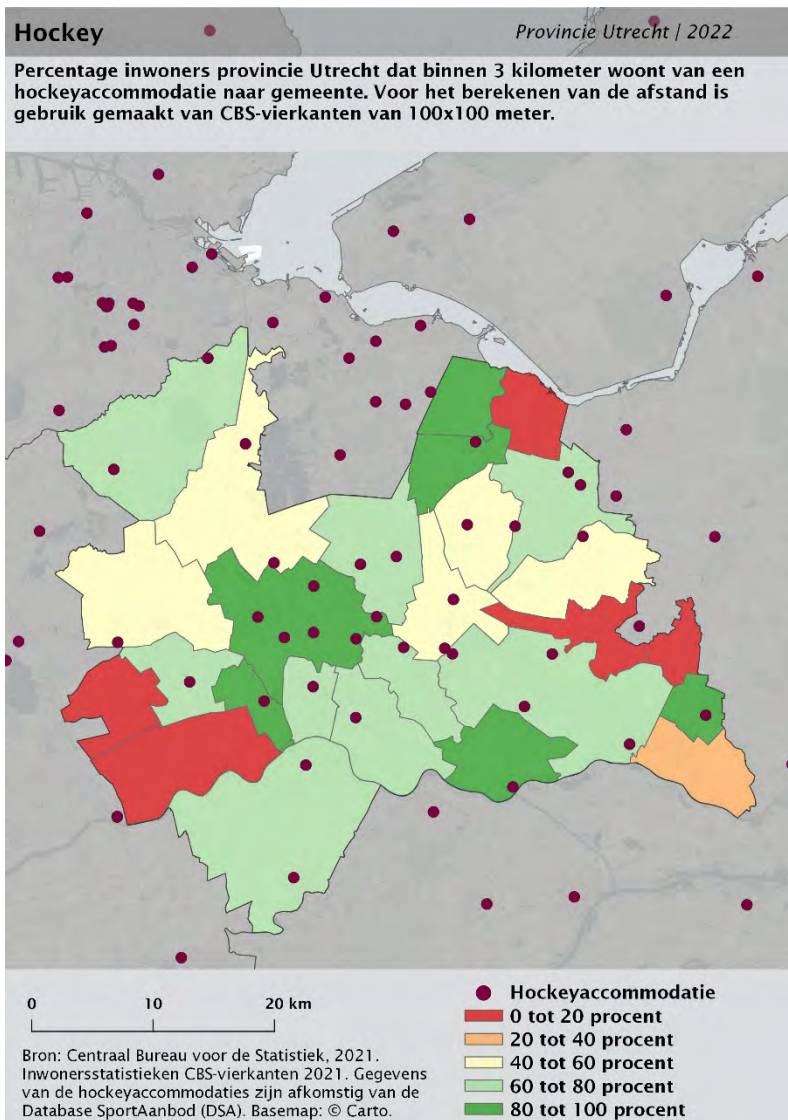 Hockey
Provincie Utrecht | 2022
Percentage inwoners provincie Utrecht dat binnen 3 kilometer woont van een
hockeyaccommodatie naar gemeente. Voor het berekenen van de afstand is
gebruik gemaakt van CBS-vierkanten van 100x100 meter.
0 10 20 km
Bron: Centraal Bureau voor de Statistiek, 2021.
Inwonersstatistieken CBS-vierkanten 2021. Gegevens
van de hockeyaccommodaties zijn afkomstig van de
Database SportAanbod (DSA). Basemap: © Carto.
Hockeyaccommodatie
0 tot 20 procent
20 tot 40 procent
40 tot 60 procent
60 tot 80 procent
80 tot 100 procent